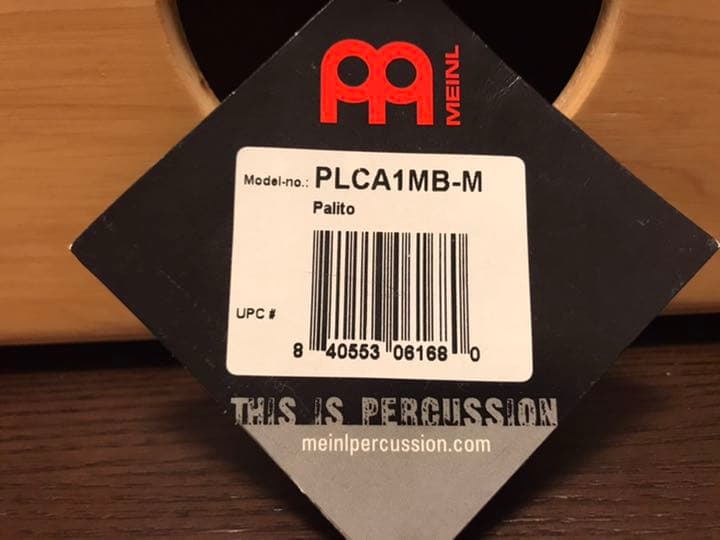 MEINL
Model-no.: PLCA1MB-M
Palito
UPC #
8 40553 06168 0
THIS IS PERCUSSION
meinlpercussion.com